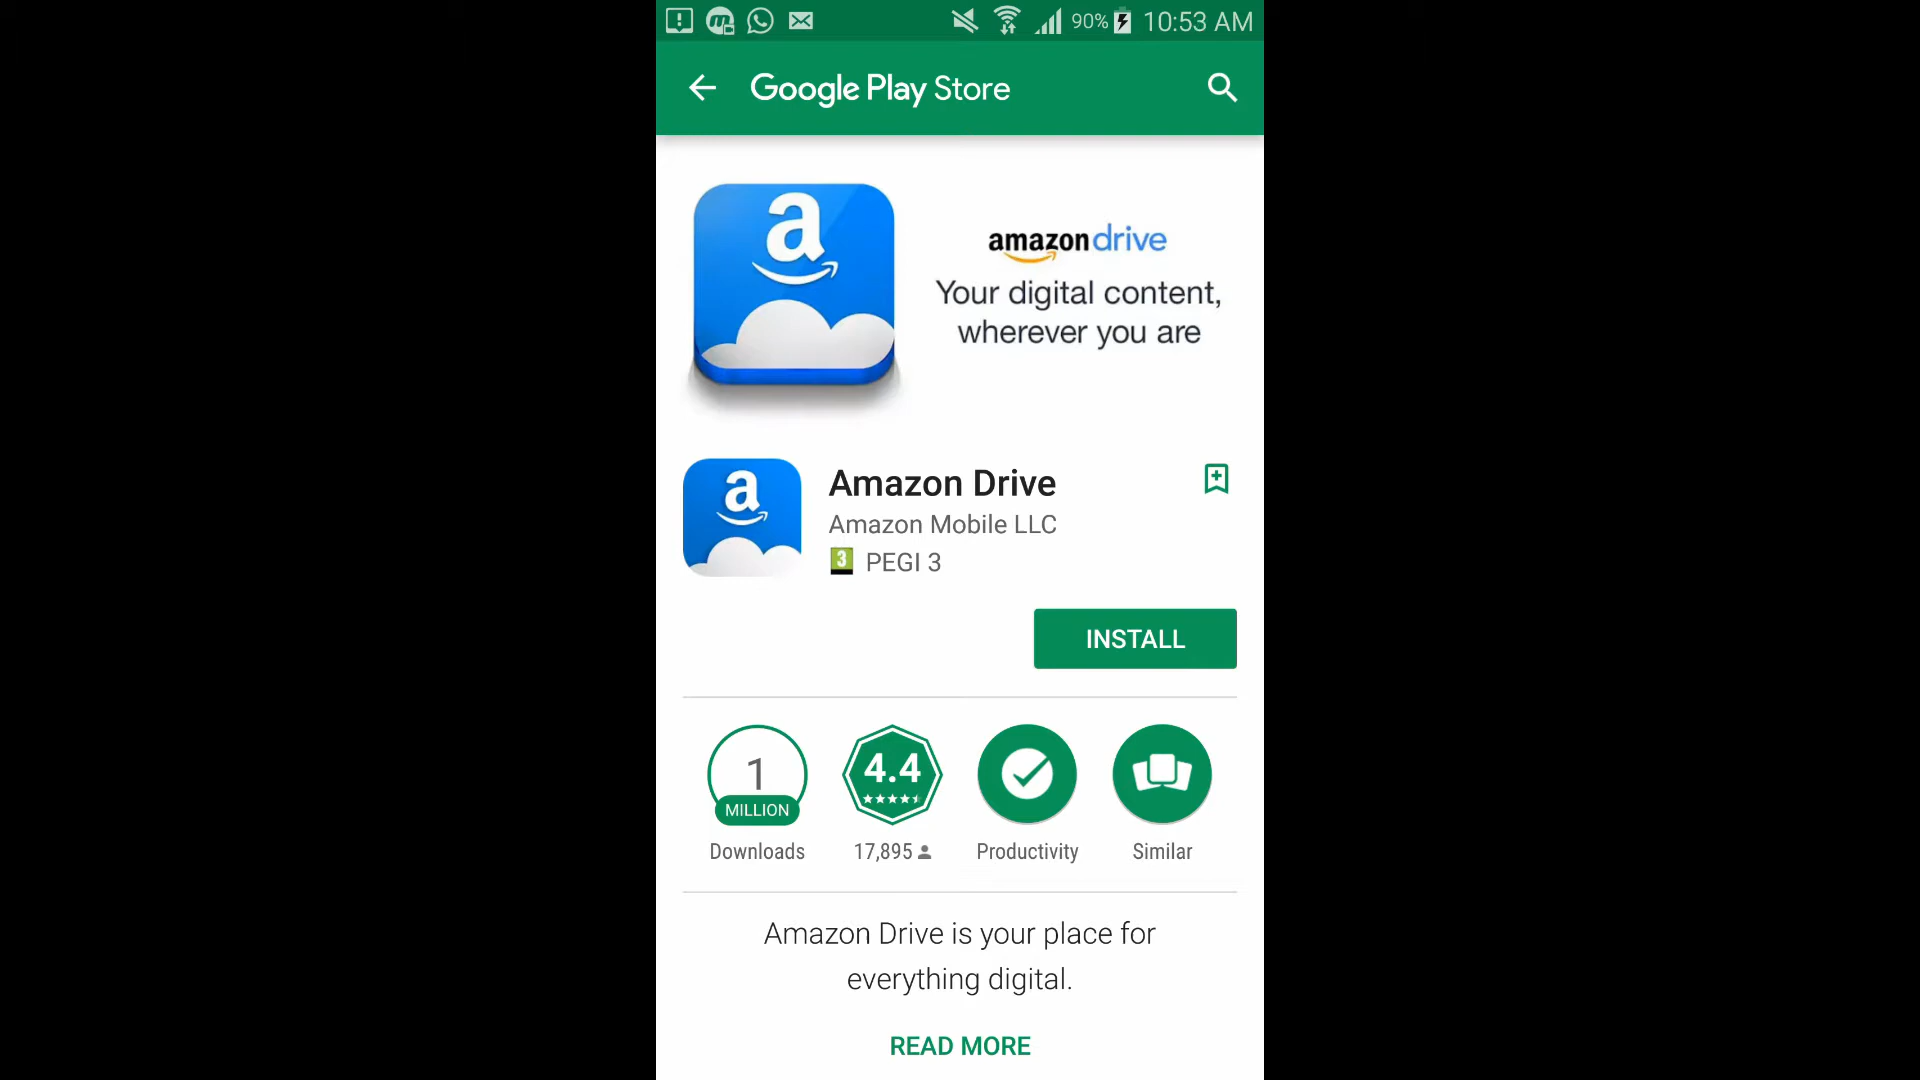 90% 10:53 AM
Google Play Store
a
amazon drive
Your digital content,
wherever you are
a
Amazon Drive
Amazon Mobile LLC
3 PEGI 3
INSTALL
1
MILLION
Downloads
4.4
17,895
Productivity
Similar
Amazon Drive is your place for
everything digital.
READ MORE